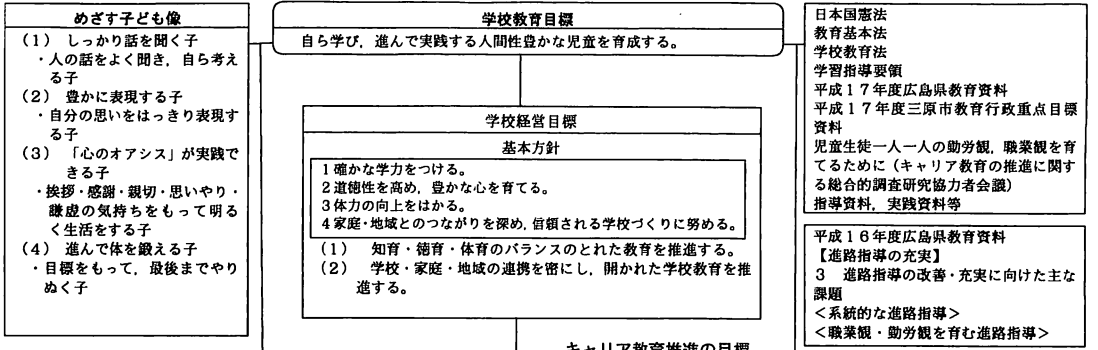 めざす子ども像
(1) しっかり話を聞く子
・人の話をよく聞き，自ら考え
る子
(2) 豊かに表現する子
・自分の思いをはっきり表現す
る子
(3) 「心のオアシス」が実践で
きる子
・挨拶・感謝・親切・思いやり・
謙虚の気持ちをもって明る
く生活をする子
(4) 進んで体を鍛える子
・目標をもって，最後までやり
ぬく子
学校教育目標
自ら学び，進んで実践する人間性豊かな児童を育成する。
学校経営目標
基本方針
1確かな学力をつける。
2道徳性を高め，豊かな心を育てる。
3体力の向上をはかる。
4家庭・地域とのつながりを深め，信頼される学校づくりに努める。
(1) 知育・徳育・体育のバランスのとれた教育を推進する。
(2) 学校・家庭・地域の連携を密にし，開かれた学校教育を推
進する。
日本国憲法
教育基本法
学校教育法
学習指導要領
平成１７年度広島県教育資料
平成１７年度三原市教育行政重点目標
資料
児童生徒一人一人の勤労観，職業観を育
てるために（キャリア教育の推進に関す
る総合的調査研究協力者会議）
指導資料，実践資料等
平成１６年度広島県教育資料
【進路指導の充実】
３ 進路指導の改善・充実に向けた主な
課題
＜系統的な進路指導＞
＜職業観・勤労観を育む進路指導＞
キャリア教育推進の目標